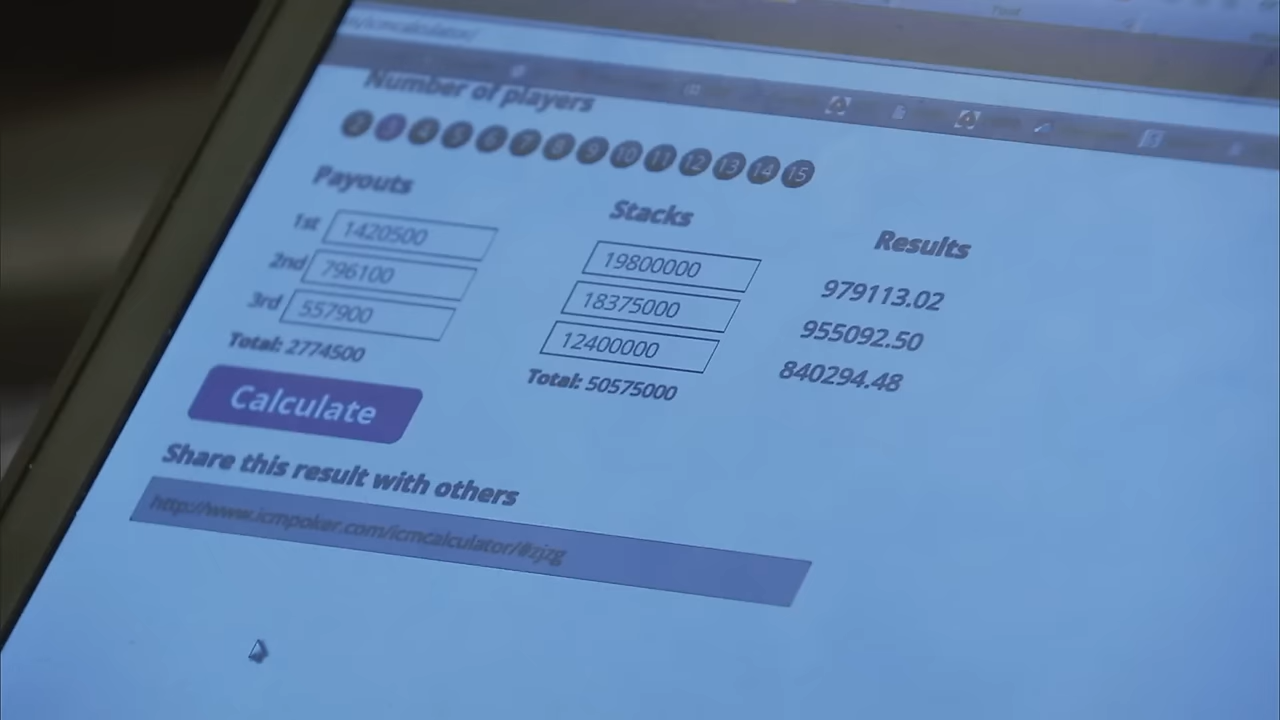 Number of players
2 3 4 5 6 7 8 9 10 11 12 13 14 15
Payouts
1st 1420500
2nd 796100
3rd 557900
Total: 2774500
Calculate
Stacks
19800000
18375000
12400000
Total: 50575000
Results
979113.02
955092.50
840294.48
Share this result with others
http://www.icmpoker.com/icmcalculator/#zjzg